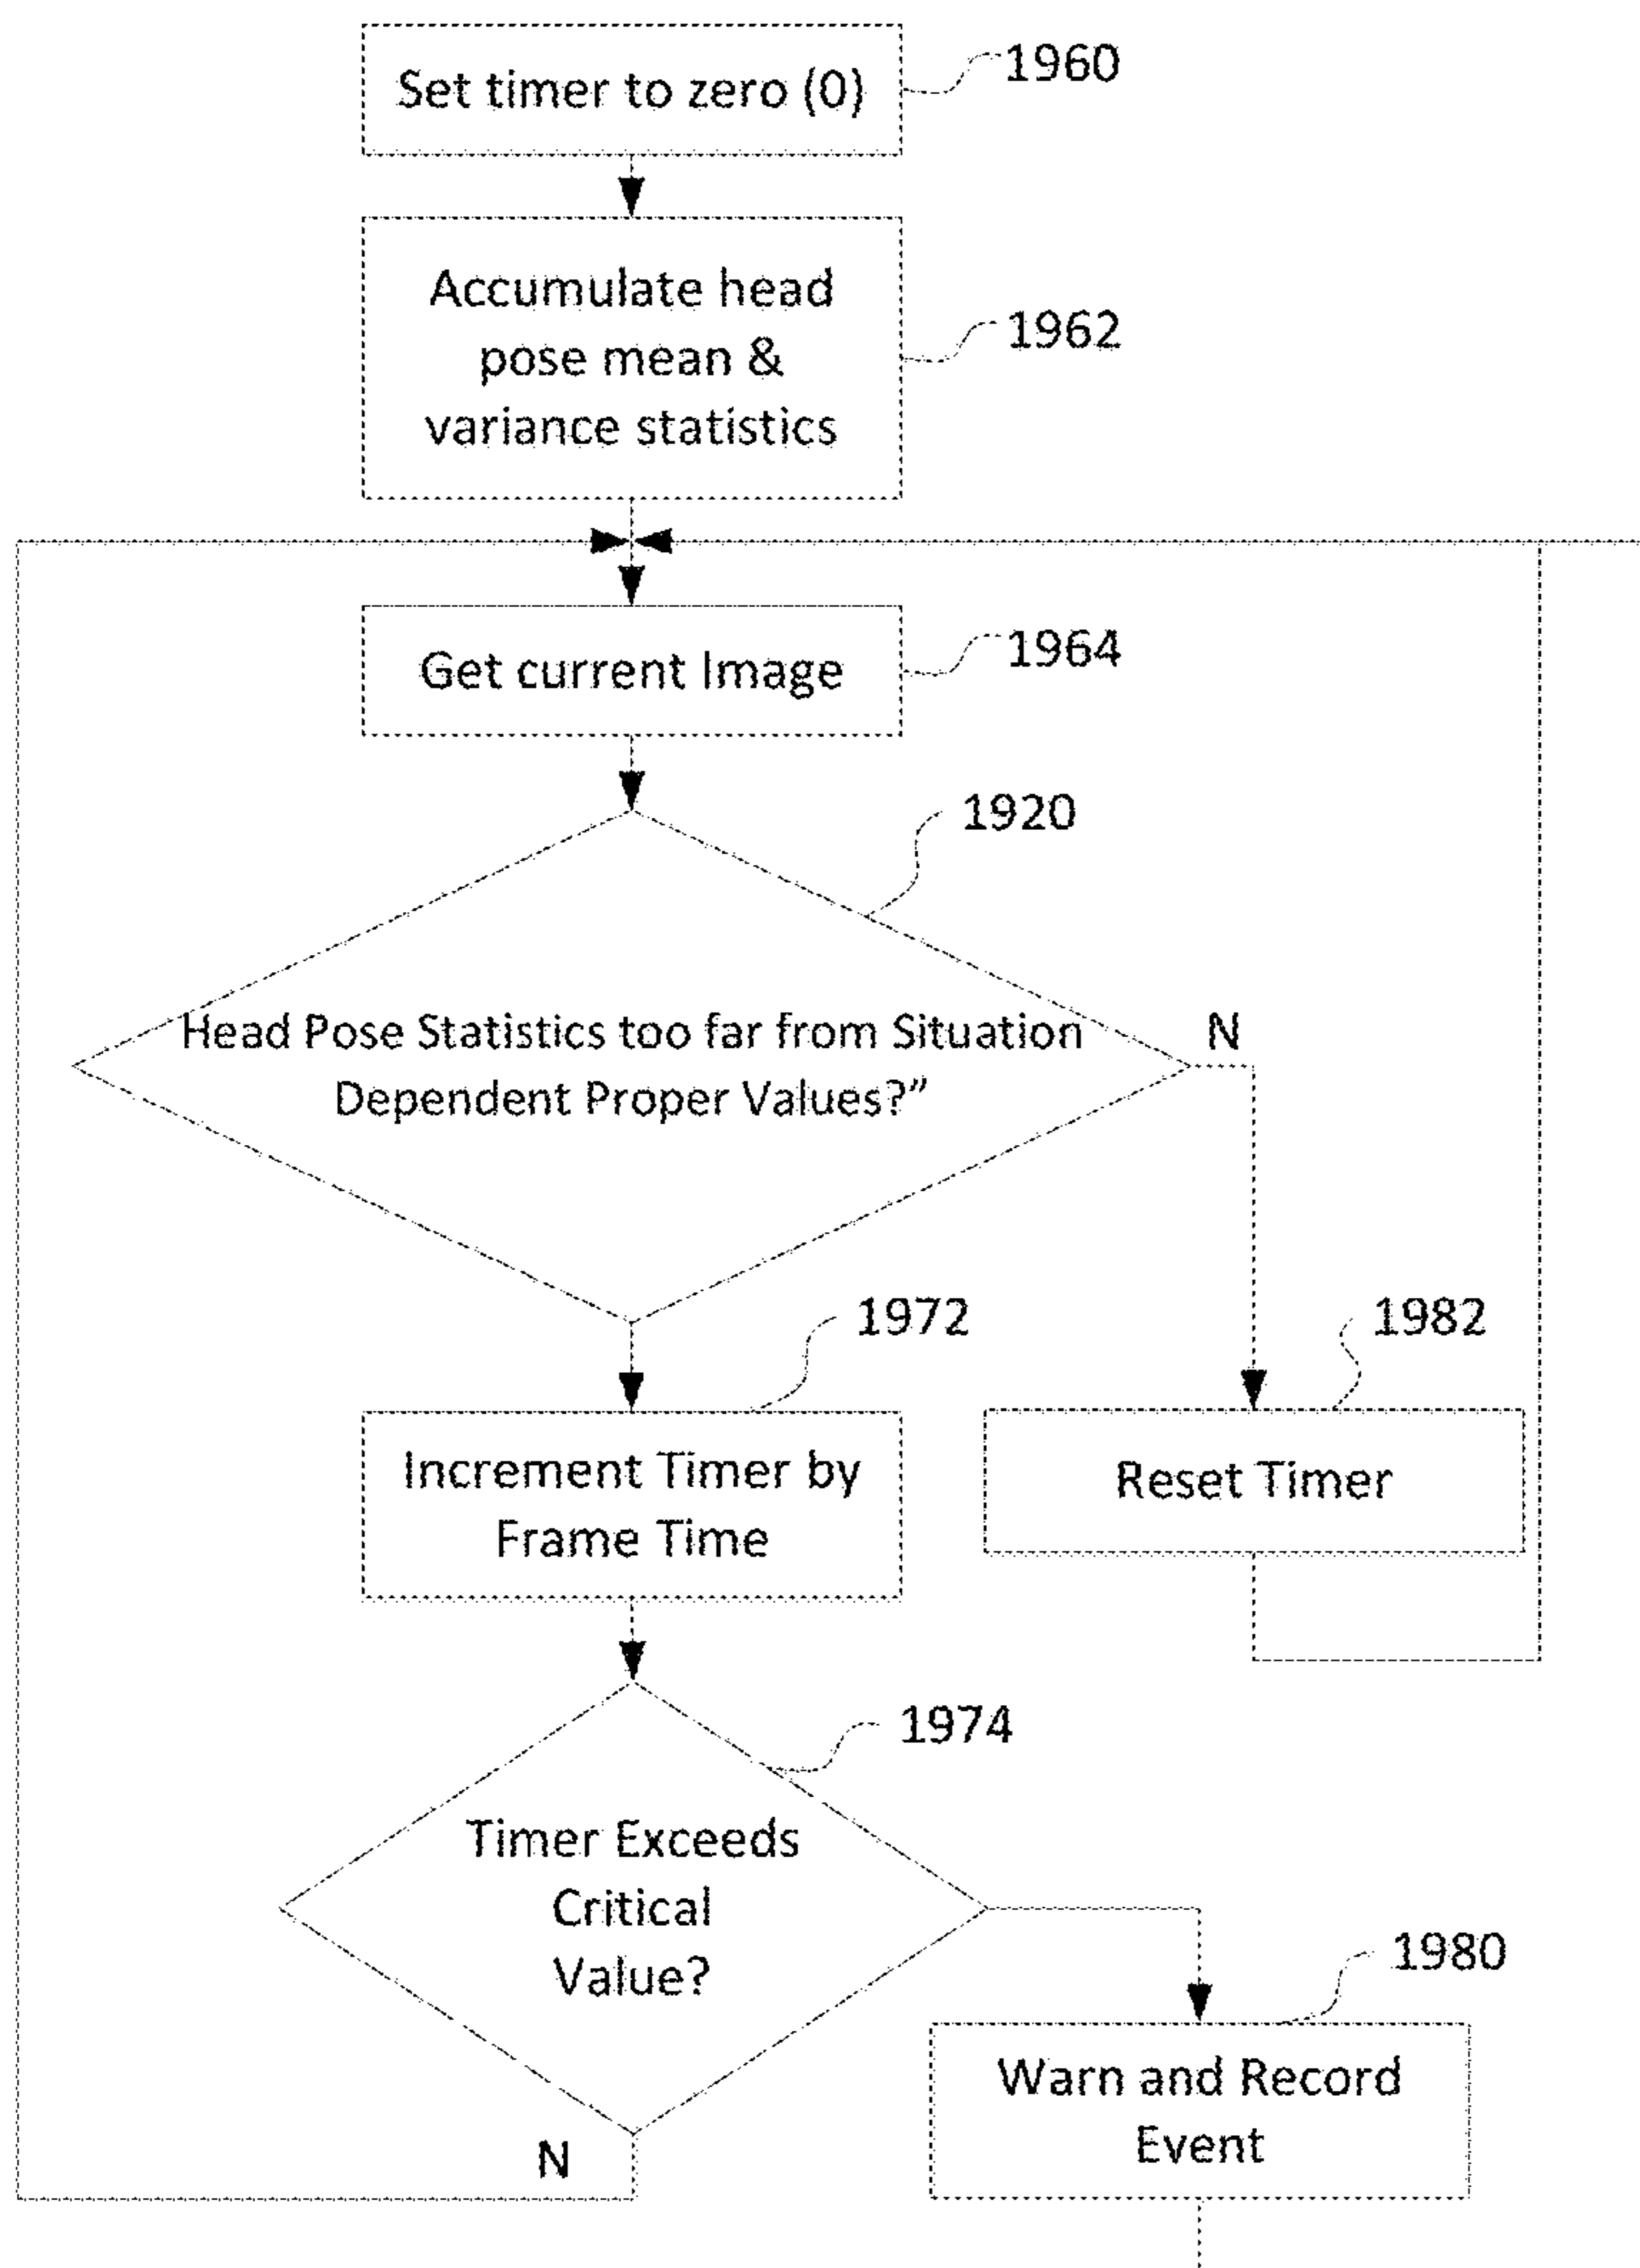 Set timer to zero (0)
1960
Accumulate head
pose mean &
variance statistics
1962
Get current Image
1964
1920
Head Pose Statistics too far from Situation
Dependent Proper Values?”
N
1972
Increment Timer by
Frame Time
1982
Reset Timer
1974
Timer Exceeds
Critical
Value?
N
1980
Warn and Record
Event